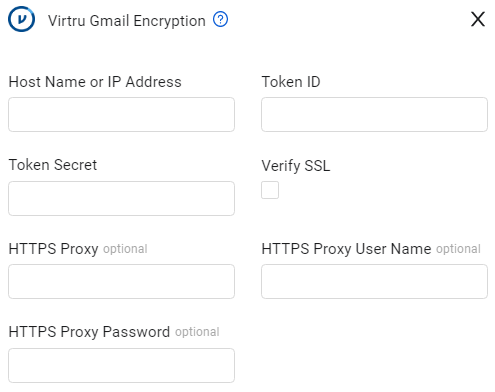 Virtru Gmail Encryption ?
Host Name or IP Address
Token ID
Token Secret
Verify SSL
HTTPS Proxy optional
HTTPS Proxy User Name optional
HTTPS Proxy Password optional